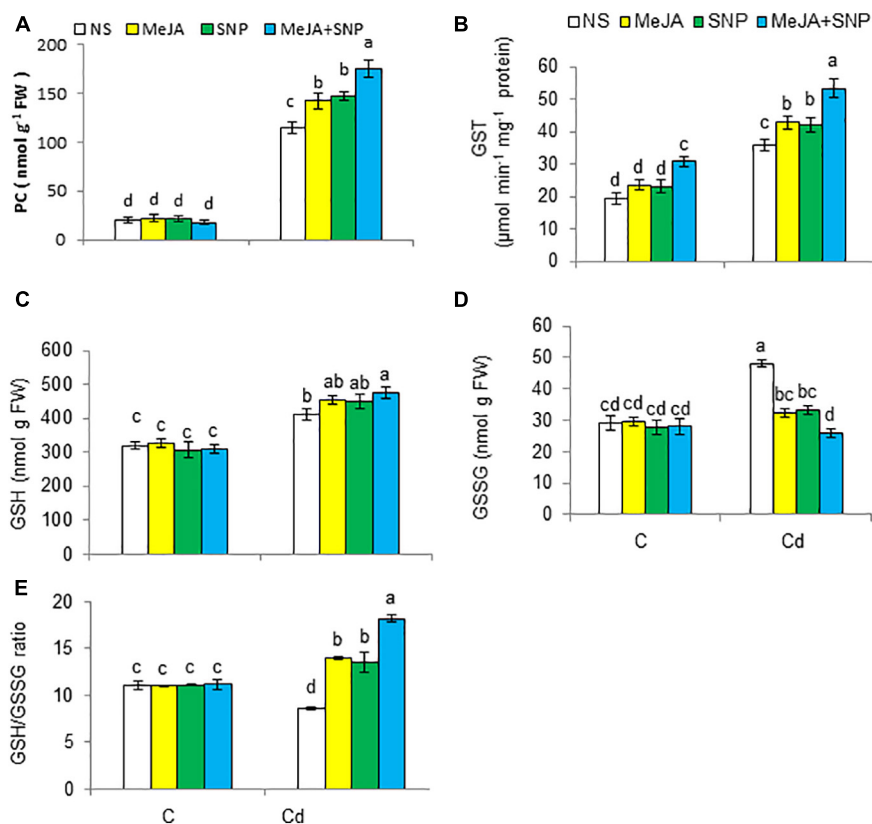 A
NS MeJA SNP MeJA+SNP
PC ( nmol g-1 FW )
200
150
100
50
0
d d d d
c b b a
B
NS MeJA SNP MeJA+SNP
GST
(µmol min-1 mg-1 protein)
60
50
40
30
20
10
0
d d d c
c b b a
C
GSH (nmol g FW)
600
500
400
300
200
100
0
c c c c
b ab ab a
D
GSSG (nmol g FW)
60
50
40
30
20
10
0
cd cd cd cd
a bc bc d
C Cd
E
GSH/GSSG ratio
20
15
10
5
0
c c c c
d b b a
C Cd